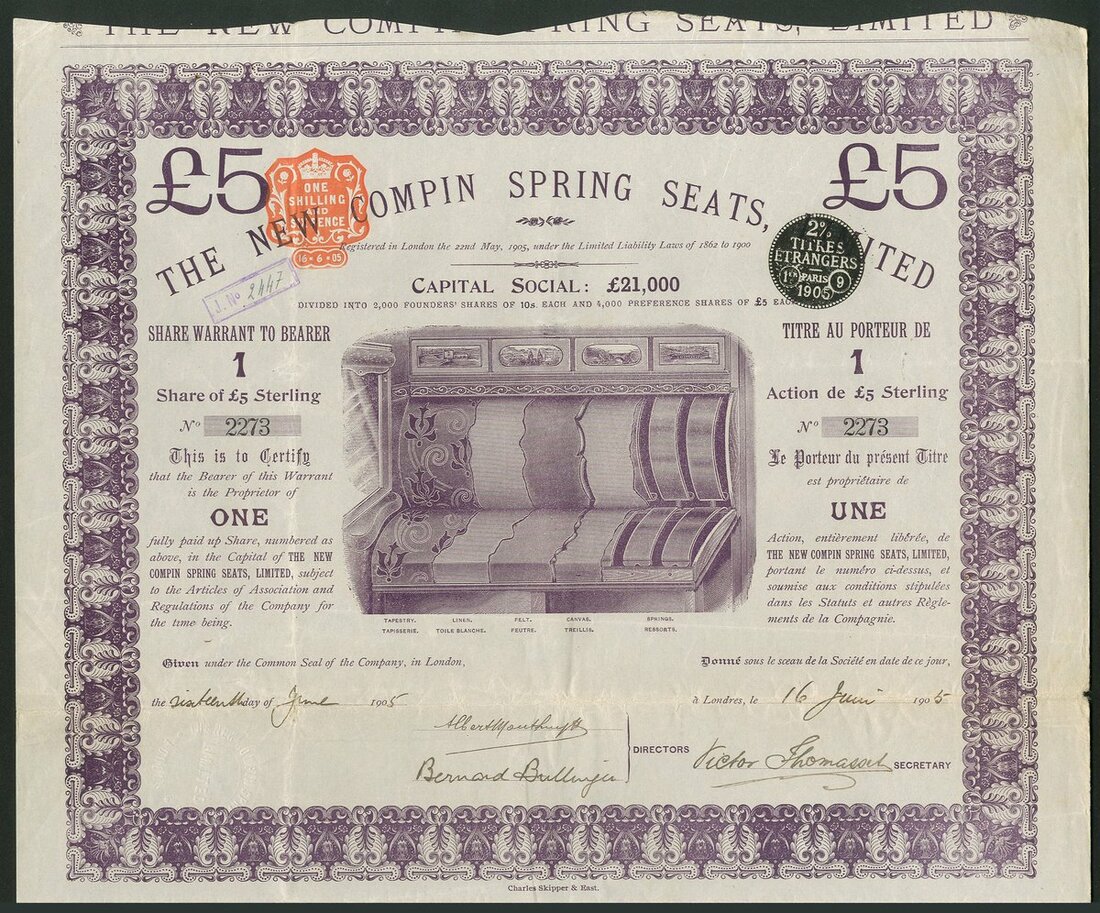 THE NEW COMPIN SPRING SEATS, LIMITED
£5
£5
ONE
SHILLING
AND
SIXPENCE
16·6·05
THE NEW COMPIN SPRING SEATS, LIMITED
2%
TITRES
ETRANGERS
PARIS 9
1905
Registered in London the 22nd May, 1905, under the Limited Liability Laws of 1862 to 1900
J. No 2447
CAPITAL SOCIAL: £21,000
DIVIDED INTO 2,000 FOUNDERS' SHARES OF 10s. EACH AND 4,000 PREFERENCE SHARES OF £5 EACH
SHARE WARRANT TO BEARER
1
Share of £5 Sterling
No 2273
This is to Certify
that the Bearer of this Warrant
is the Proprietor of
ONE
fully paid up Share, numbered as
above, in the Capital of THE NEW
COMPIN SPRING SEATS, LIMITED, subject
to the Articles of Association and
Regulations of the Company for
the time being.
TITRE AU PORTEUR DE
1
Action de £5 Sterling
No 2273
Le Porteur du présent Titre
est propriétaire de
UNE
Action, entièrement libérée, de
THE NEW COMPIN SPRING SEATS, LIMITED,
portant le numéro ci-dessus, et
soumise aux conditions stipulées
dans les Statuts et autres Règle-
ments de la Compagnie.
TAPESTRY. LINEN. FELT. CANVAS. SPRINGS.
TAPISSERIE. TOILE BLANCHE. FEUTRE. TREILLIS. RESSORTS.
Given under the Common Seal of the Company, in London,
the sixteenth day of June 1905
Donné sous le sceau de la Société en date de ce jour,
à Londres, le 16 Juin 1905
Albert
Bernard
DIRECTORS
Victor Thomasset SECRETARY
Charles Skipper & East.